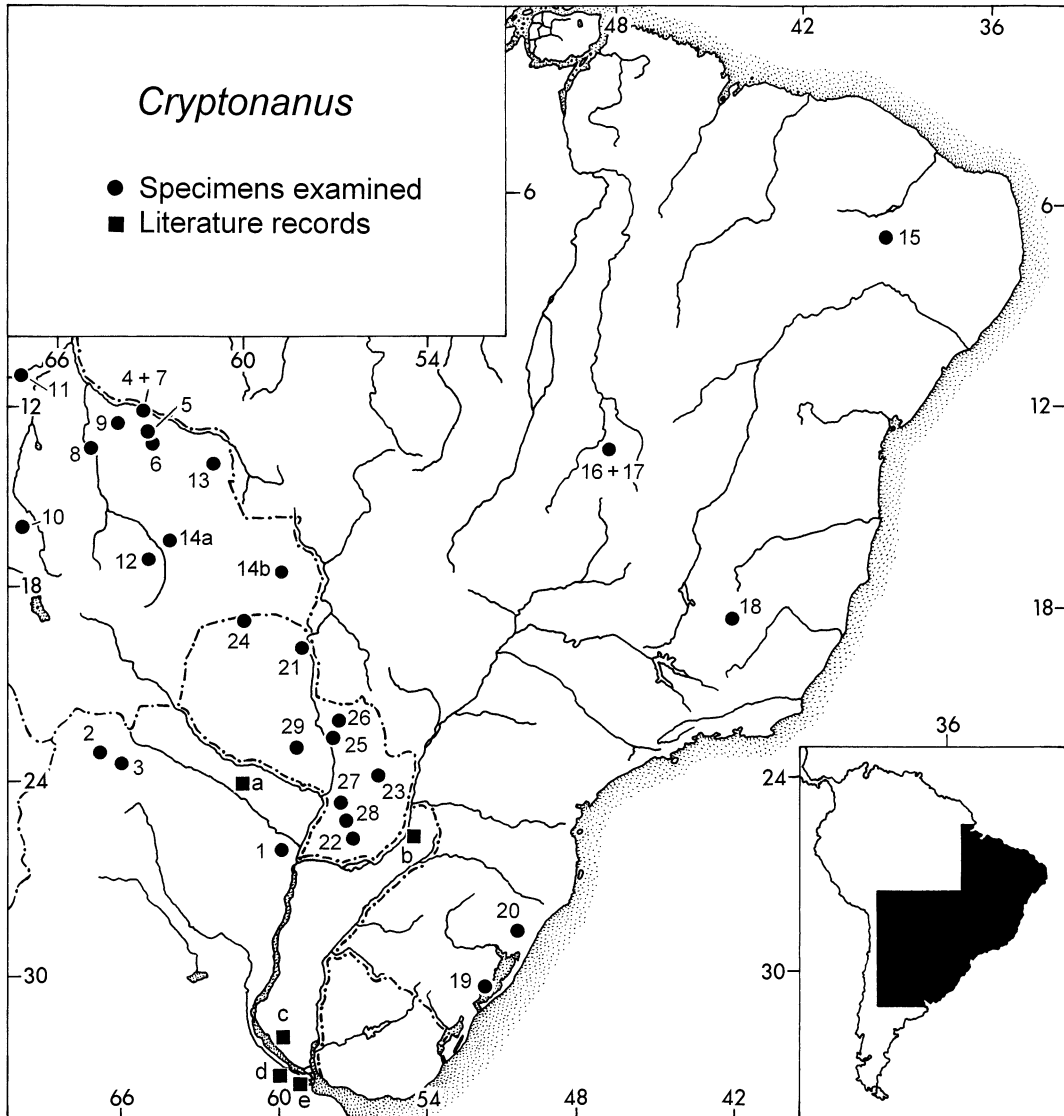 48 42 36
Cryptonanus
Specimens examined
Literature records
6 6
15
66 60 54
4 + 7
11
5
12 12
9
8 6
13
16 + 17
10
14a
12
14b
18 18
18
24
21
26
2 29 25
36
3
24 a 27 23 24
28
22 b
1
20
30 19 30
c
d
e
66 60 54 48 42